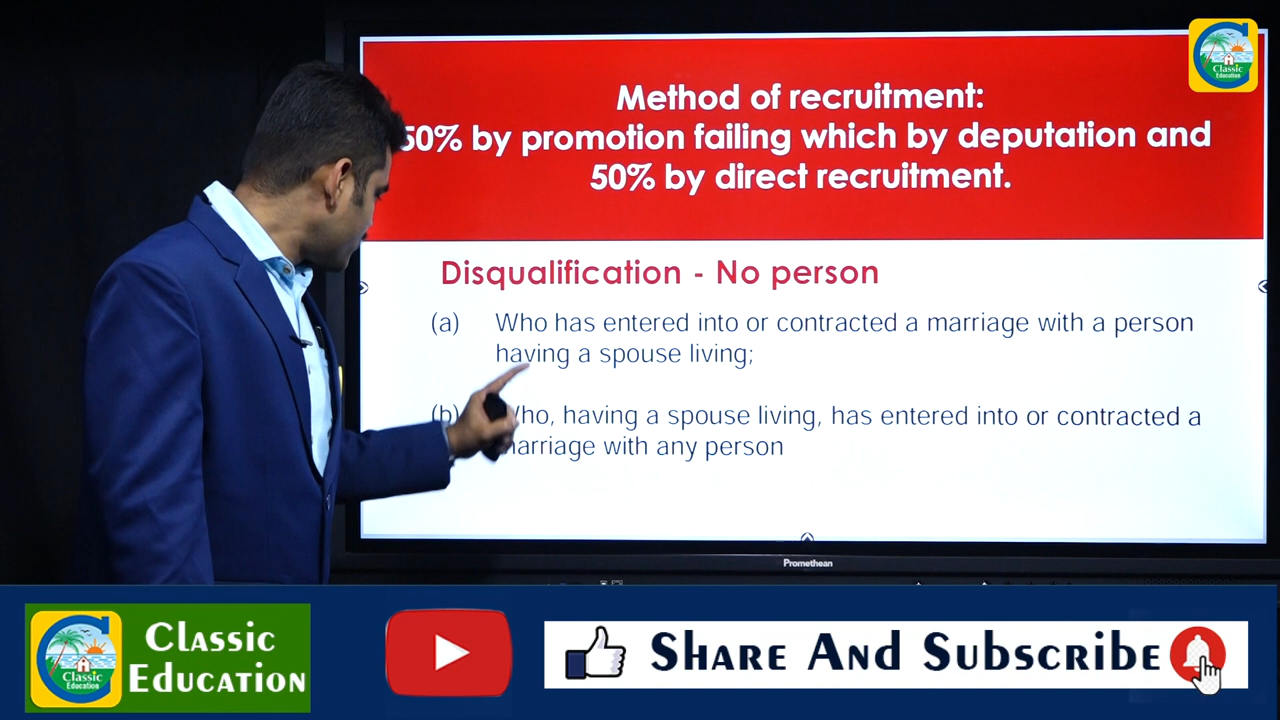 Method of recruitment:
50% by promotion failing which by deputation and
50% by direct recruitment.
Classic
Education
Disqualification - No person
(a) Who has entered into or contracted a marriage with a person
having a spouse living;
(b) Who, having a spouse living, has entered into or contracted a
marriage with any person
Promethean
Classic
Education
Classic
Education
Share And Subscribe